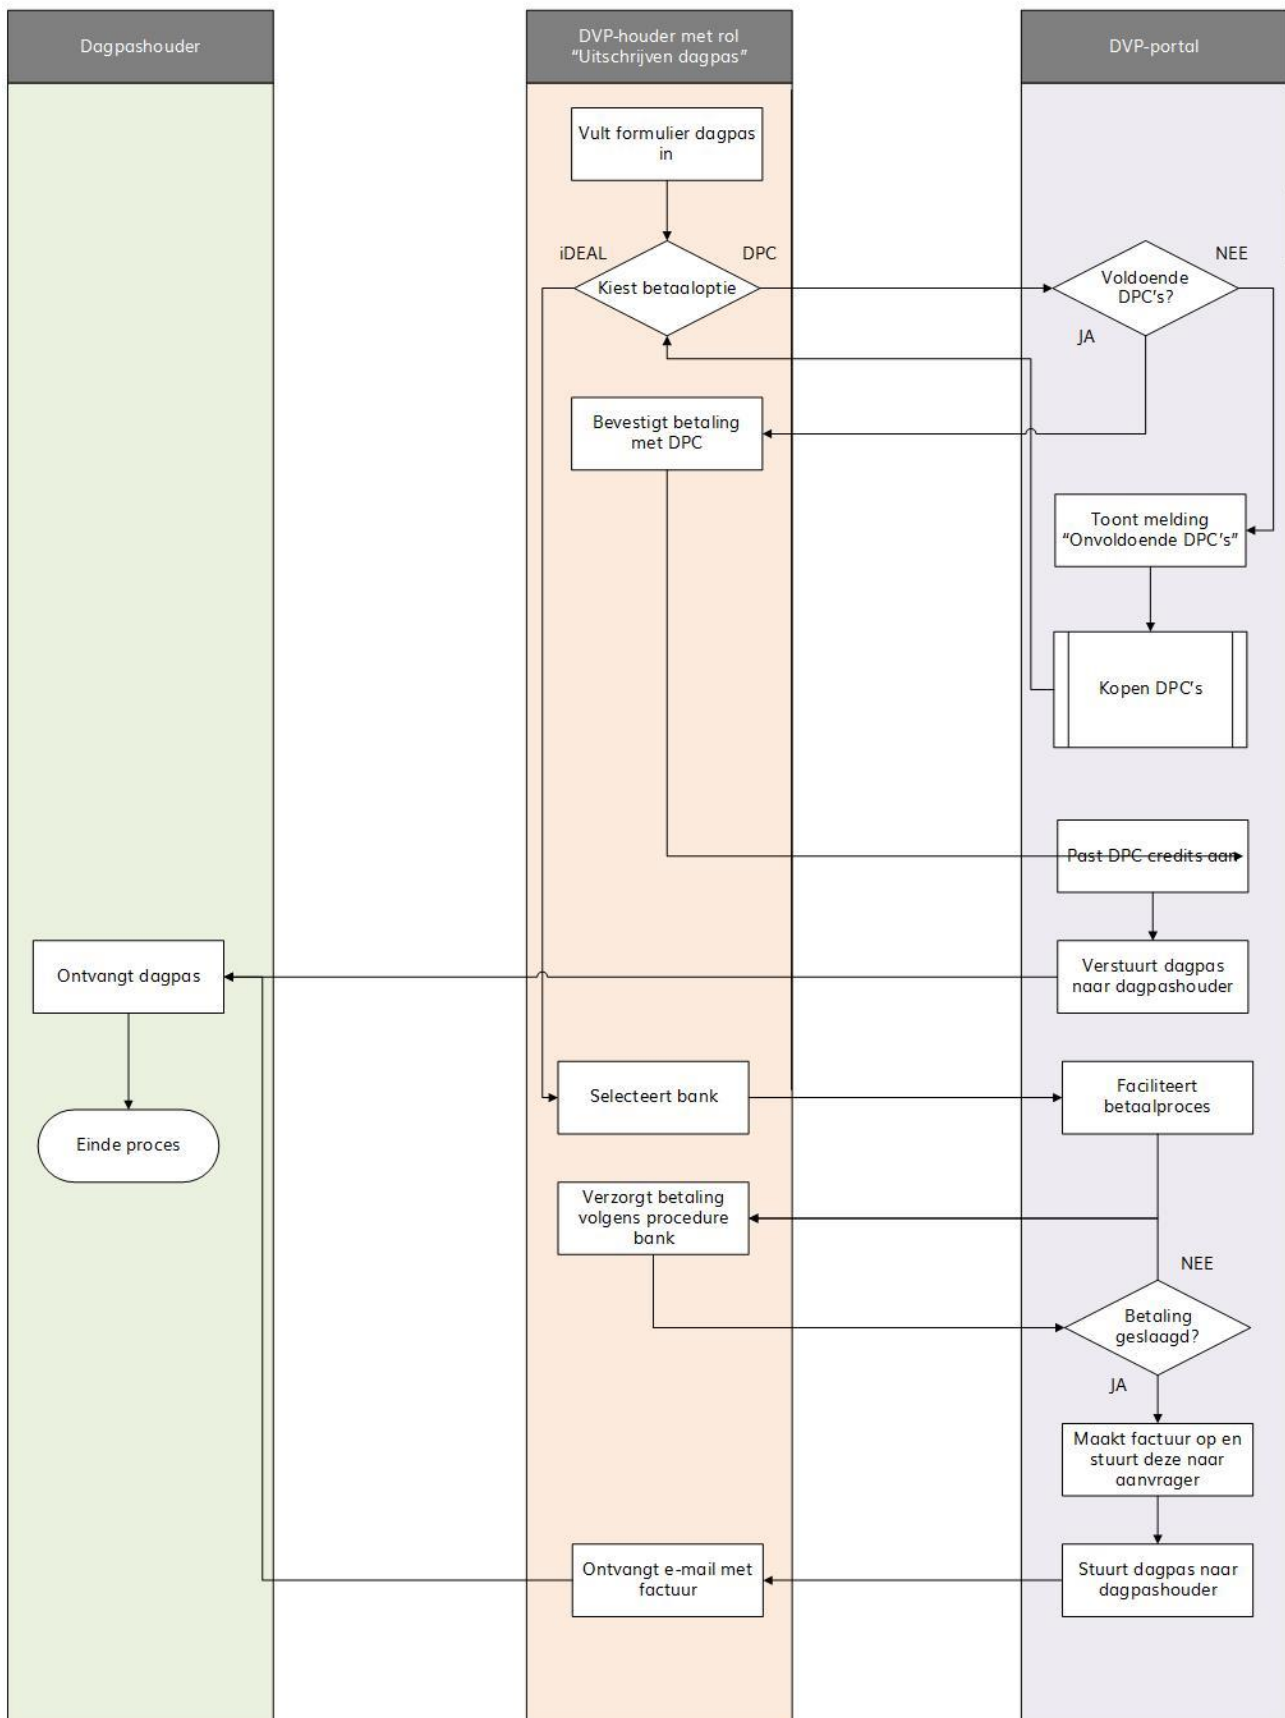 Dagpashouder
DVP-houder met rol
“Uitschrijven dagpas”
DVP-portal
Vult formulier dagpas
in
iDEAL
DPC
Kiest betaaloptie
Voldoende
DPC's?
NEE
JA
Bevestigt betaling
met DPC
Toont melding
“Onvoldoende DPC's”
Kopen DPC's
Past DPC credits aan
Ontvangt dagpas
Verstuurt dagpas
naar dagpashouder
Selecteert bank
Faciliteert
betaalproces
Einde proces
Verzorgt betaling
volgens procedure
bank
NEE
Betaling
geslaagd?
JA
Maakt factuur op en
stuurt deze naar
aanvrager
Ontvangt e-mail met
factuur
Stuurt dagpas naar
dagpashouder